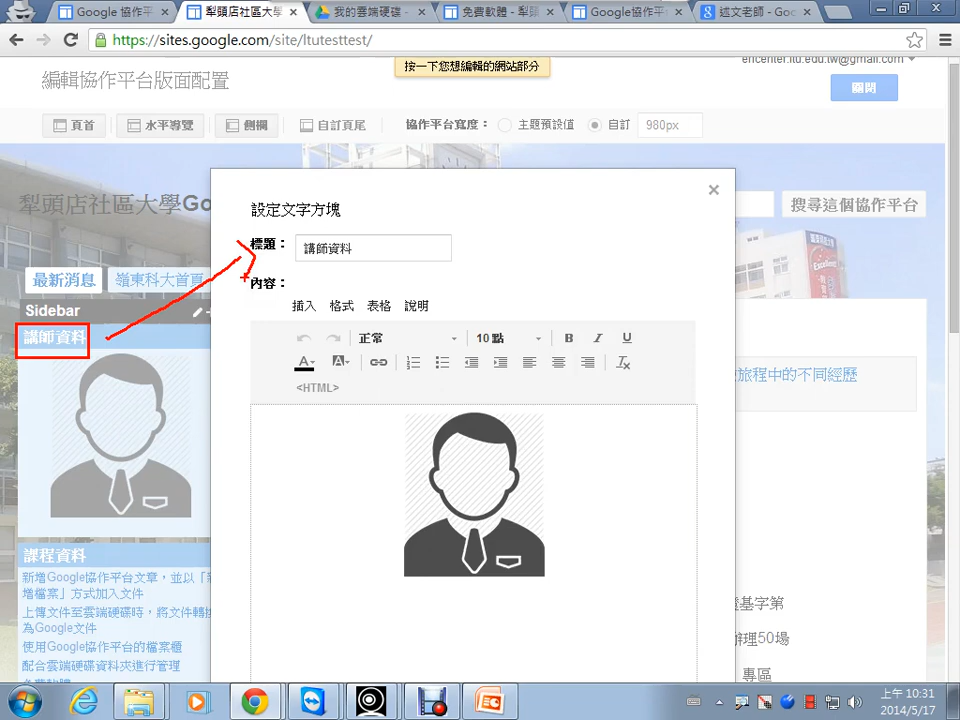 Google 協作平
犁頭店社區大學
我的雲端硬碟 -
免費軟體 - 犁
Google協作平
述文老師 - Goo
https://sites.google.com/site/ltutesttest/
編輯協作平台版面配置
按一下您想編輯的網站部分
encenter.ltu.edu.tw@gmail.com
關閉
頁首
水平導覽
側欄
自訂頁尾
協作平台寬度：
主題預設值
自訂
980px
犁頭店社區大學Go
搜尋這個協作平台
最新消息
嶺東科大首頁
Sidebar
講師資料
設定文字方塊
標題：
講師資料
內容：
插入 格式 表格 說明
正常
10 點
B I U
A A
<HTML>
Excellence
旅程中的不同經歷
課程資料
新增Google協作平台文章，並以「
增檔案」方式加入文件
上傳文件至雲端硬碟時，將文件轉換
為Google文件
使用Google協作平台的檔案櫃
配合雲端硬碟資料夾進行管理
免費軟體
基字第
辦理50場
專區
上午 10:31
2014/5/17